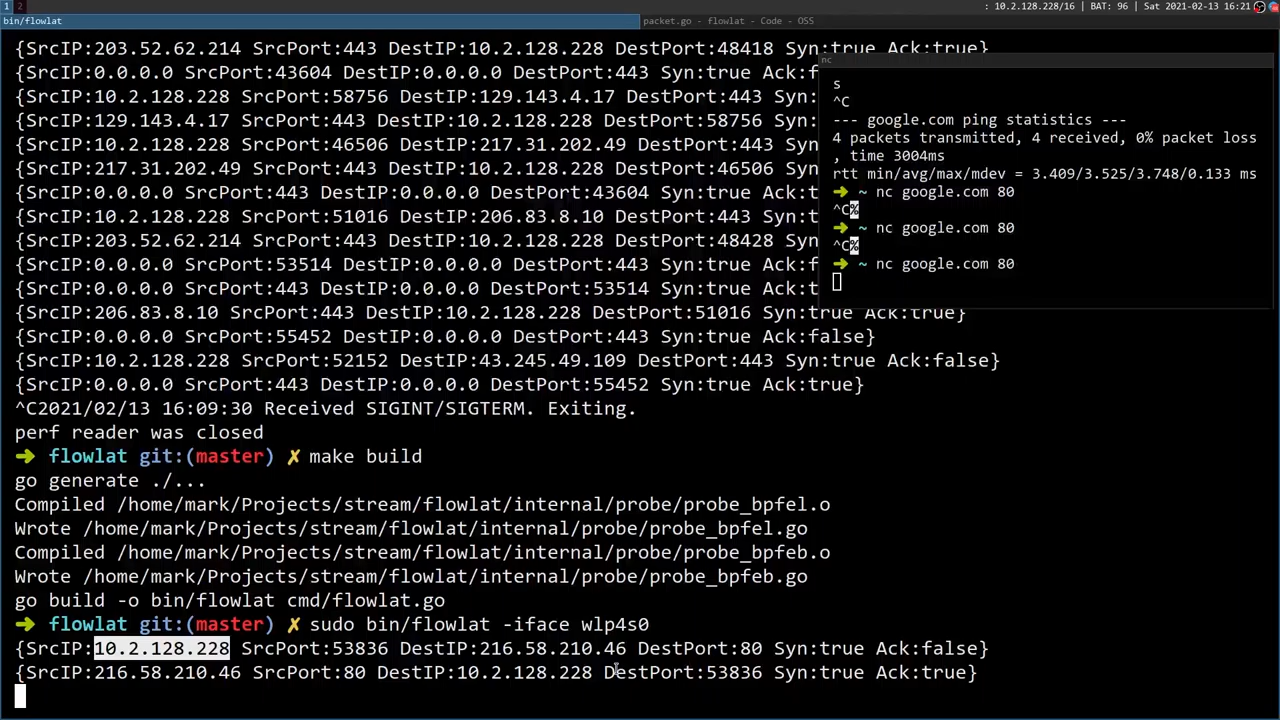 1 2
: 10.2.128.228/16 | BAT: 96 | Sat 2021-02-13 16:21
bin/flowlat
packet.go - flowlat - Code - OSS
{SrcIP:203.52.62.214 SrcPort:443 DestIP:10.2.128.228 DestPort:48418 Syn:true Ack:true}
{SrcIP:0.0.0.0 SrcPort:43604 DestIP:0.0.0.0 DestPort:443 Syn:true Ack:f
{SrcIP:10.2.128.228 SrcPort:58756 DestIP:129.143.4.17 DestPort:443 Syn:
{SrcIP:129.143.4.17 SrcPort:443 DestIP:10.2.128.228 DestPort:58756 Syn:
{SrcIP:10.2.128.228 SrcPort:46506 DestIP:217.31.202.49 DestPort:443 Syn
{SrcIP:217.31.202.49 SrcPort:443 DestIP:10.2.128.228 DestPort:46506 Syn
{SrcIP:0.0.0.0 SrcPort:443 DestIP:0.0.0.0 DestPort:43604 Syn:true Ack:t
{SrcIP:10.2.128.228 SrcPort:51016 DestIP:206.83.8.10 DestPort:443 Syn:t
{SrcIP:203.52.62.214 SrcPort:443 DestIP:10.2.128.228 DestPort:48428 Syn
{SrcIP:0.0.0.0 SrcPort:53514 DestIP:0.0.0.0 DestPort:443 Syn:true Ack:f
{SrcIP:0.0.0.0 SrcPort:443 DestIP:0.0.0.0 DestPort:53514 Syn:true Ack:t
{SrcIP:206.83.8.10 SrcPort:443 DestIP:10.2.128.228 DestPort:51016 Syn:true Ack:true}
{SrcIP:0.0.0.0 SrcPort:55452 DestIP:0.0.0.0 DestPort:443 Syn:true Ack:false}
{SrcIP:10.2.128.228 SrcPort:52152 DestIP:43.245.49.109 DestPort:443 Syn:true Ack:false}
{SrcIP:0.0.0.0 SrcPort:443 DestIP:0.0.0.0 DestPort:55452 Syn:true Ack:true}
^C2021/02/13 16:09:30 Received SIGINT/SIGTERM. Exiting.
perf reader was closed
➜ flowlat git:(master) ✗ make build
go generate ./...
Compiled /home/mark/Projects/stream/flowlat/internal/probe/probe_bpfel.o
Wrote /home/mark/Projects/stream/flowlat/internal/probe/probe_bpfel.go
Compiled /home/mark/Projects/stream/flowlat/internal/probe/probe_bpfeb.o
Wrote /home/mark/Projects/stream/flowlat/internal/probe/probe_bpfeb.go
go build -o bin/flowlat cmd/flowlat.go
➜ flowlat git:(master) ✗ sudo bin/flowlat -iface wlp4s0
{SrcIP:10.2.128.228 SrcPort:53836 DestIP:216.58.210.46 DestPort:80 Syn:true Ack:false}
{SrcIP:216.58.210.46 SrcPort:80 DestIP:10.2.128.228 DestPort:53836 Syn:true Ack:true}
nc
s
^C
--- google.com ping statistics ---
4 packets transmitted, 4 received, 0% packet loss
, time 3004ms
rtt min/avg/max/mdev = 3.409/3.525/3.748/0.133 ms
➜ ~ nc google.com 80
^C%
➜ ~ nc google.com 80
^C%
➜ ~ nc google.com 80